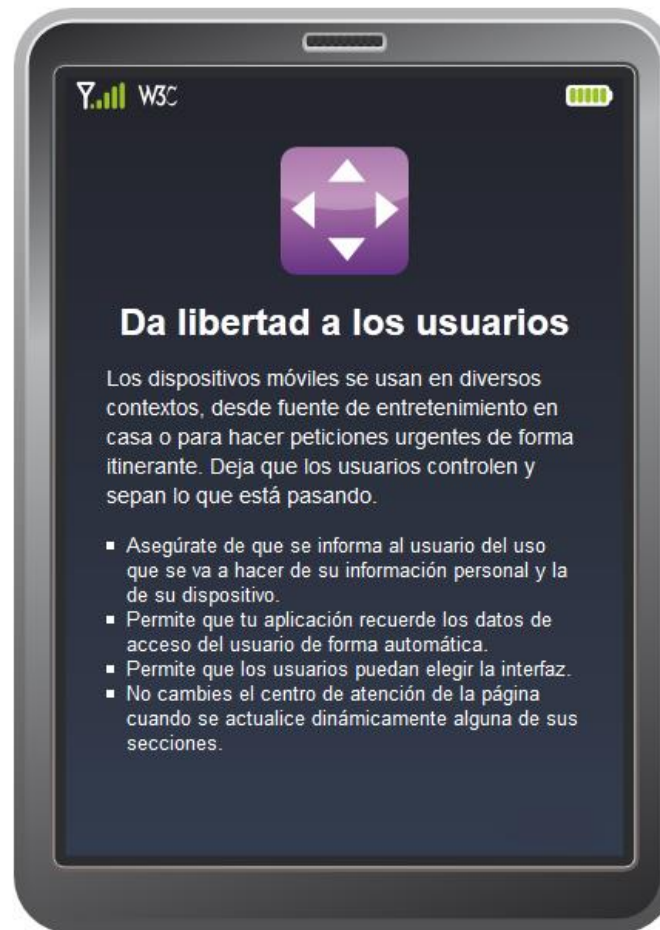 W3C
Da libertad a los usuarios
Los dispositivos móviles se usan en diversos
contextos, desde fuente de entretenimiento en
casa o para hacer peticiones urgentes de forma
itinerante. Deja que los usuarios controlen y
sepan lo que está pasando.
Asegúrate de que se informa al usuario del uso
que se va a hacer de su información personal y la
de su dispositivo.
Permite que tu aplicación recuerde los datos de
acceso del usuario de forma automática.
Permite que los usuarios puedan elegir la interfaz.
No cambies el centro de atención de la página
cuando se actualice dinámicamente alguna de sus
secciones.